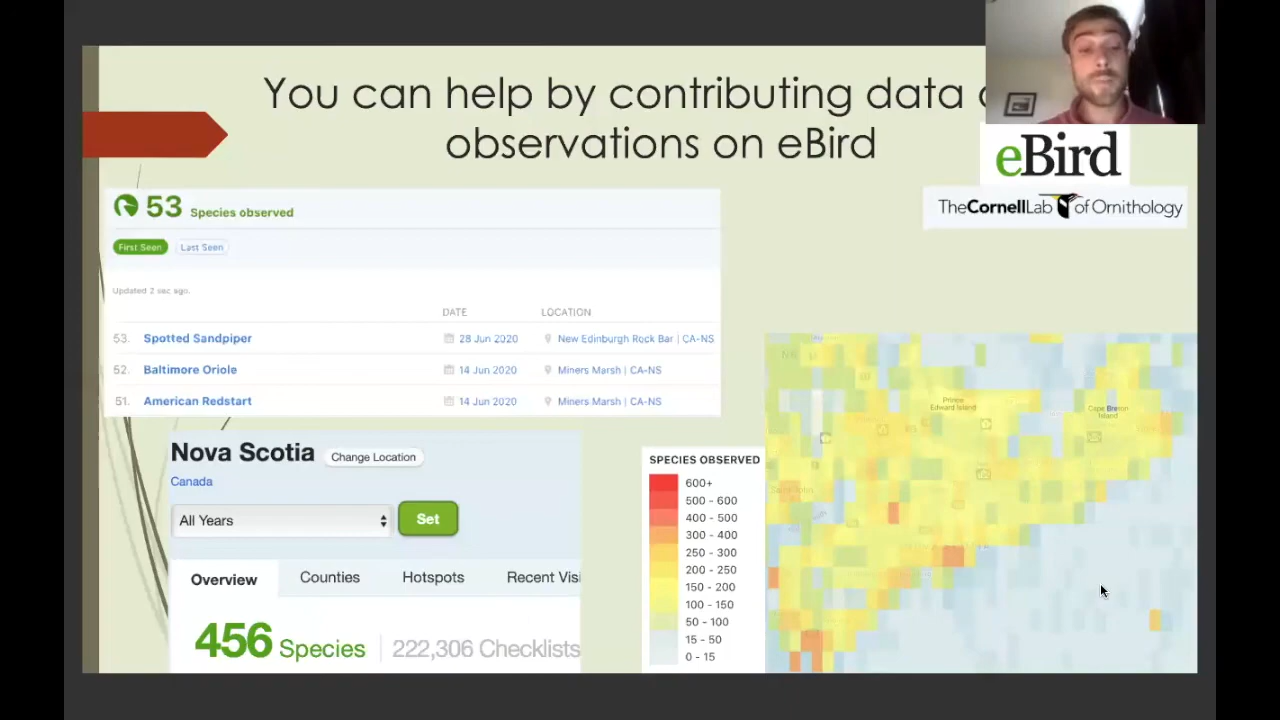 You can help by contributing data
observations on eBird
eBird
TheCornellLab of Ornithology
53 Species observed
First Seen Last Seen
Updated 2 sec ago.
DATE LOCATION
53. Spotted Sandpiper 28 Jun 2020 New Edinburgh Rock Bar | CA-NS
52. Baltimore Oriole 14 Jun 2020 Miners Marsh | CA-NS
51. American Redstart 14 Jun 2020 Miners Marsh | CA-NS
Nova Scotia Change Location
Canada
All Years Set
Overview Counties Hotspots Recent Visi
456 Species 222,306 Checklists
SPECIES OBSERVED
600+
500 - 600
400 - 500
300 - 400
250 - 300
200 - 250
150 - 200
100 - 150
50 - 100
15 - 50
0 - 15
Prince
Edward Island
Cape Breton
Island